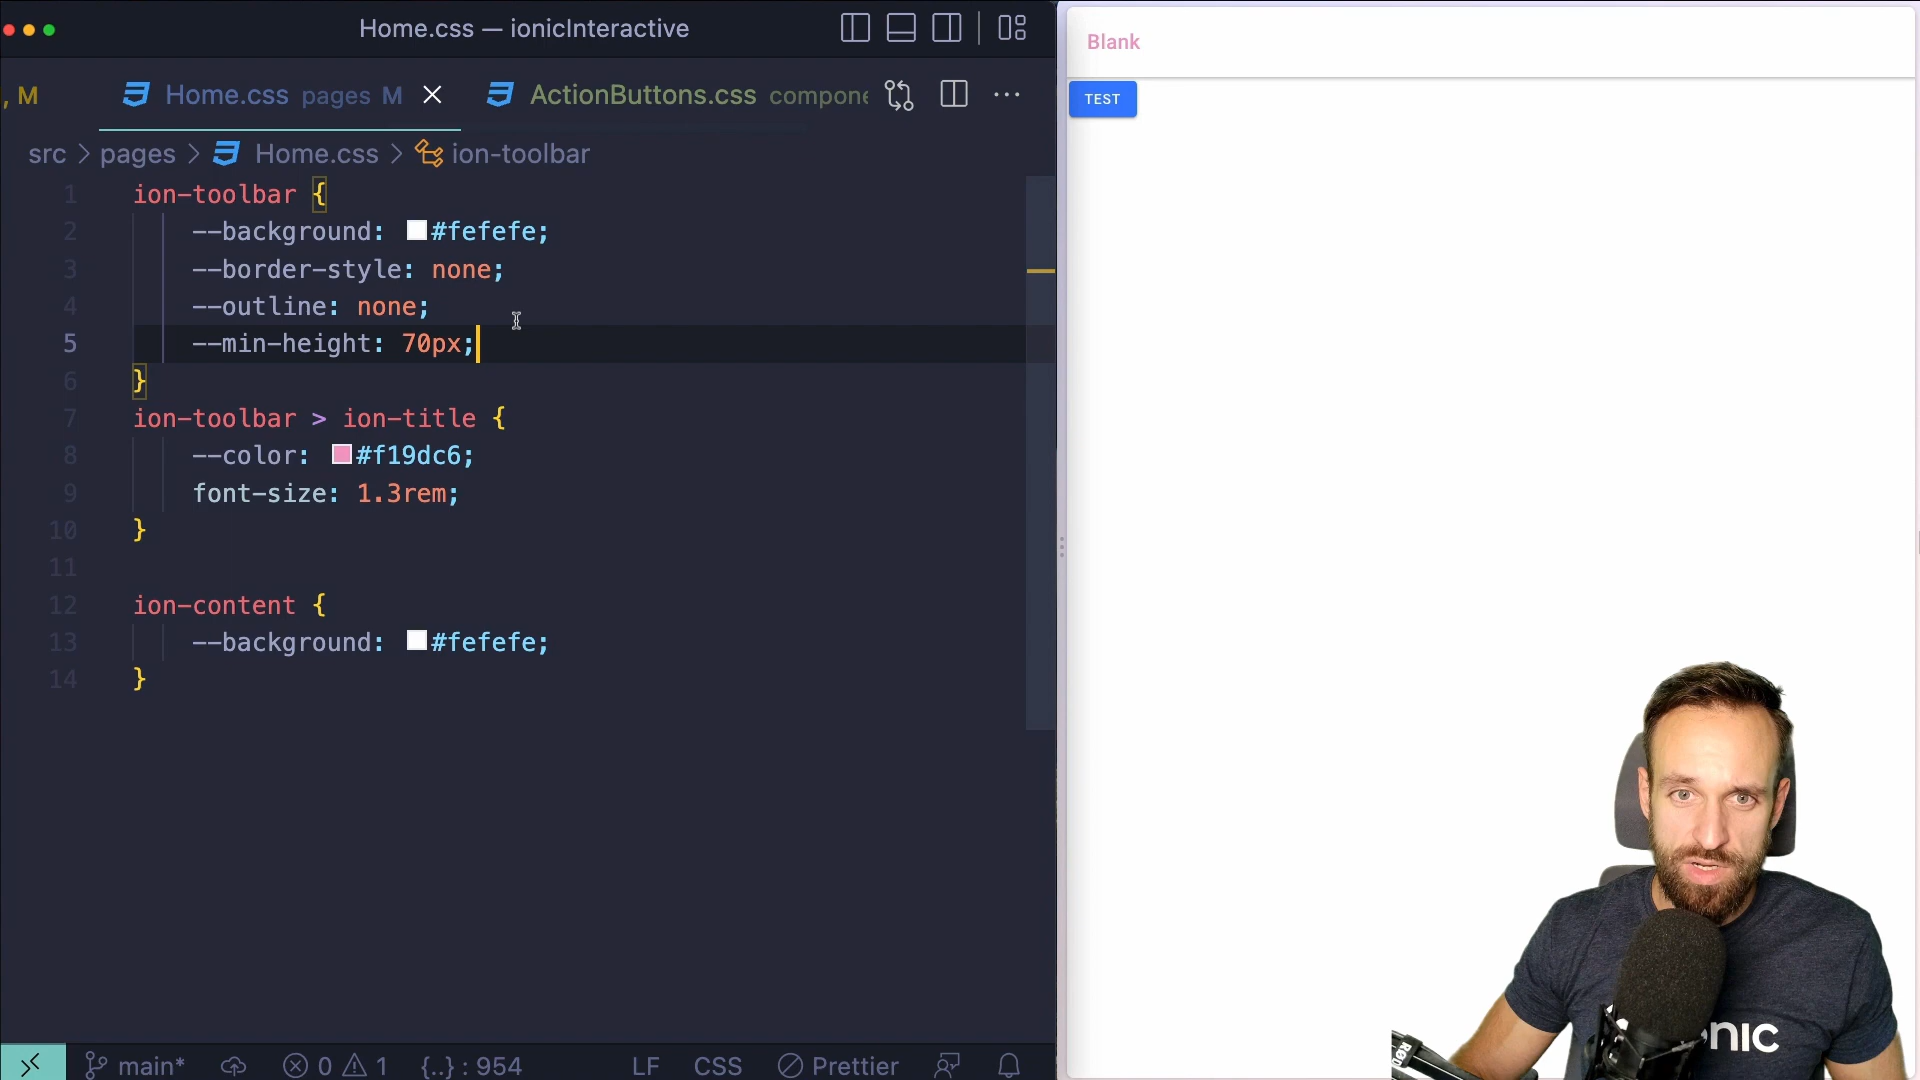 Home.css — ionicInteractive
, M
Home.css pages M
ActionButtons.css compone
src > pages > Home.css > ion-toolbar
1 ion-toolbar {
2 --background: #fefefe;
3 --border-style: none;
4 --outline: none;
5 --min-height: 70px;
6 }
7 ion-toolbar > ion-title {
8 --color: #f19dc6;
9 font-size: 1.3rem;
10 }
11
12 ion-content {
13 --background: #fefefe;
14 }
main* 0 1 {..} : 954 LF CSS Prettier
Blank
TEST
onic
RØD